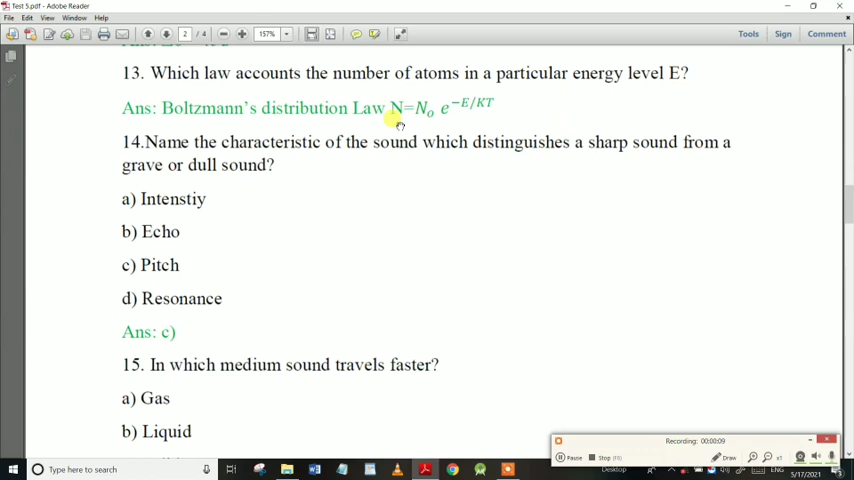 Test 5.pdf - Adobe Reader
File Edit View Window Help
2 / 4 157% Tools Sign Comment
13. Which law accounts the number of atoms in a particular energy level E?
Ans: Boltzmann's distribution Law N=N₀ e^{-E/KT}
14.Name the characteristic of the sound which distinguishes a sharp sound from a
grave or dull sound?
a) Intenstiy
b) Echo
c) Pitch
d) Resonance
Ans: c)
15. In which medium sound travels faster?
a) Gas
b) Liquid
Recording: 00:00:09
Pause Stop (F8) x1 Draw
Type here to search
Desktop
ENG
5/17/2021